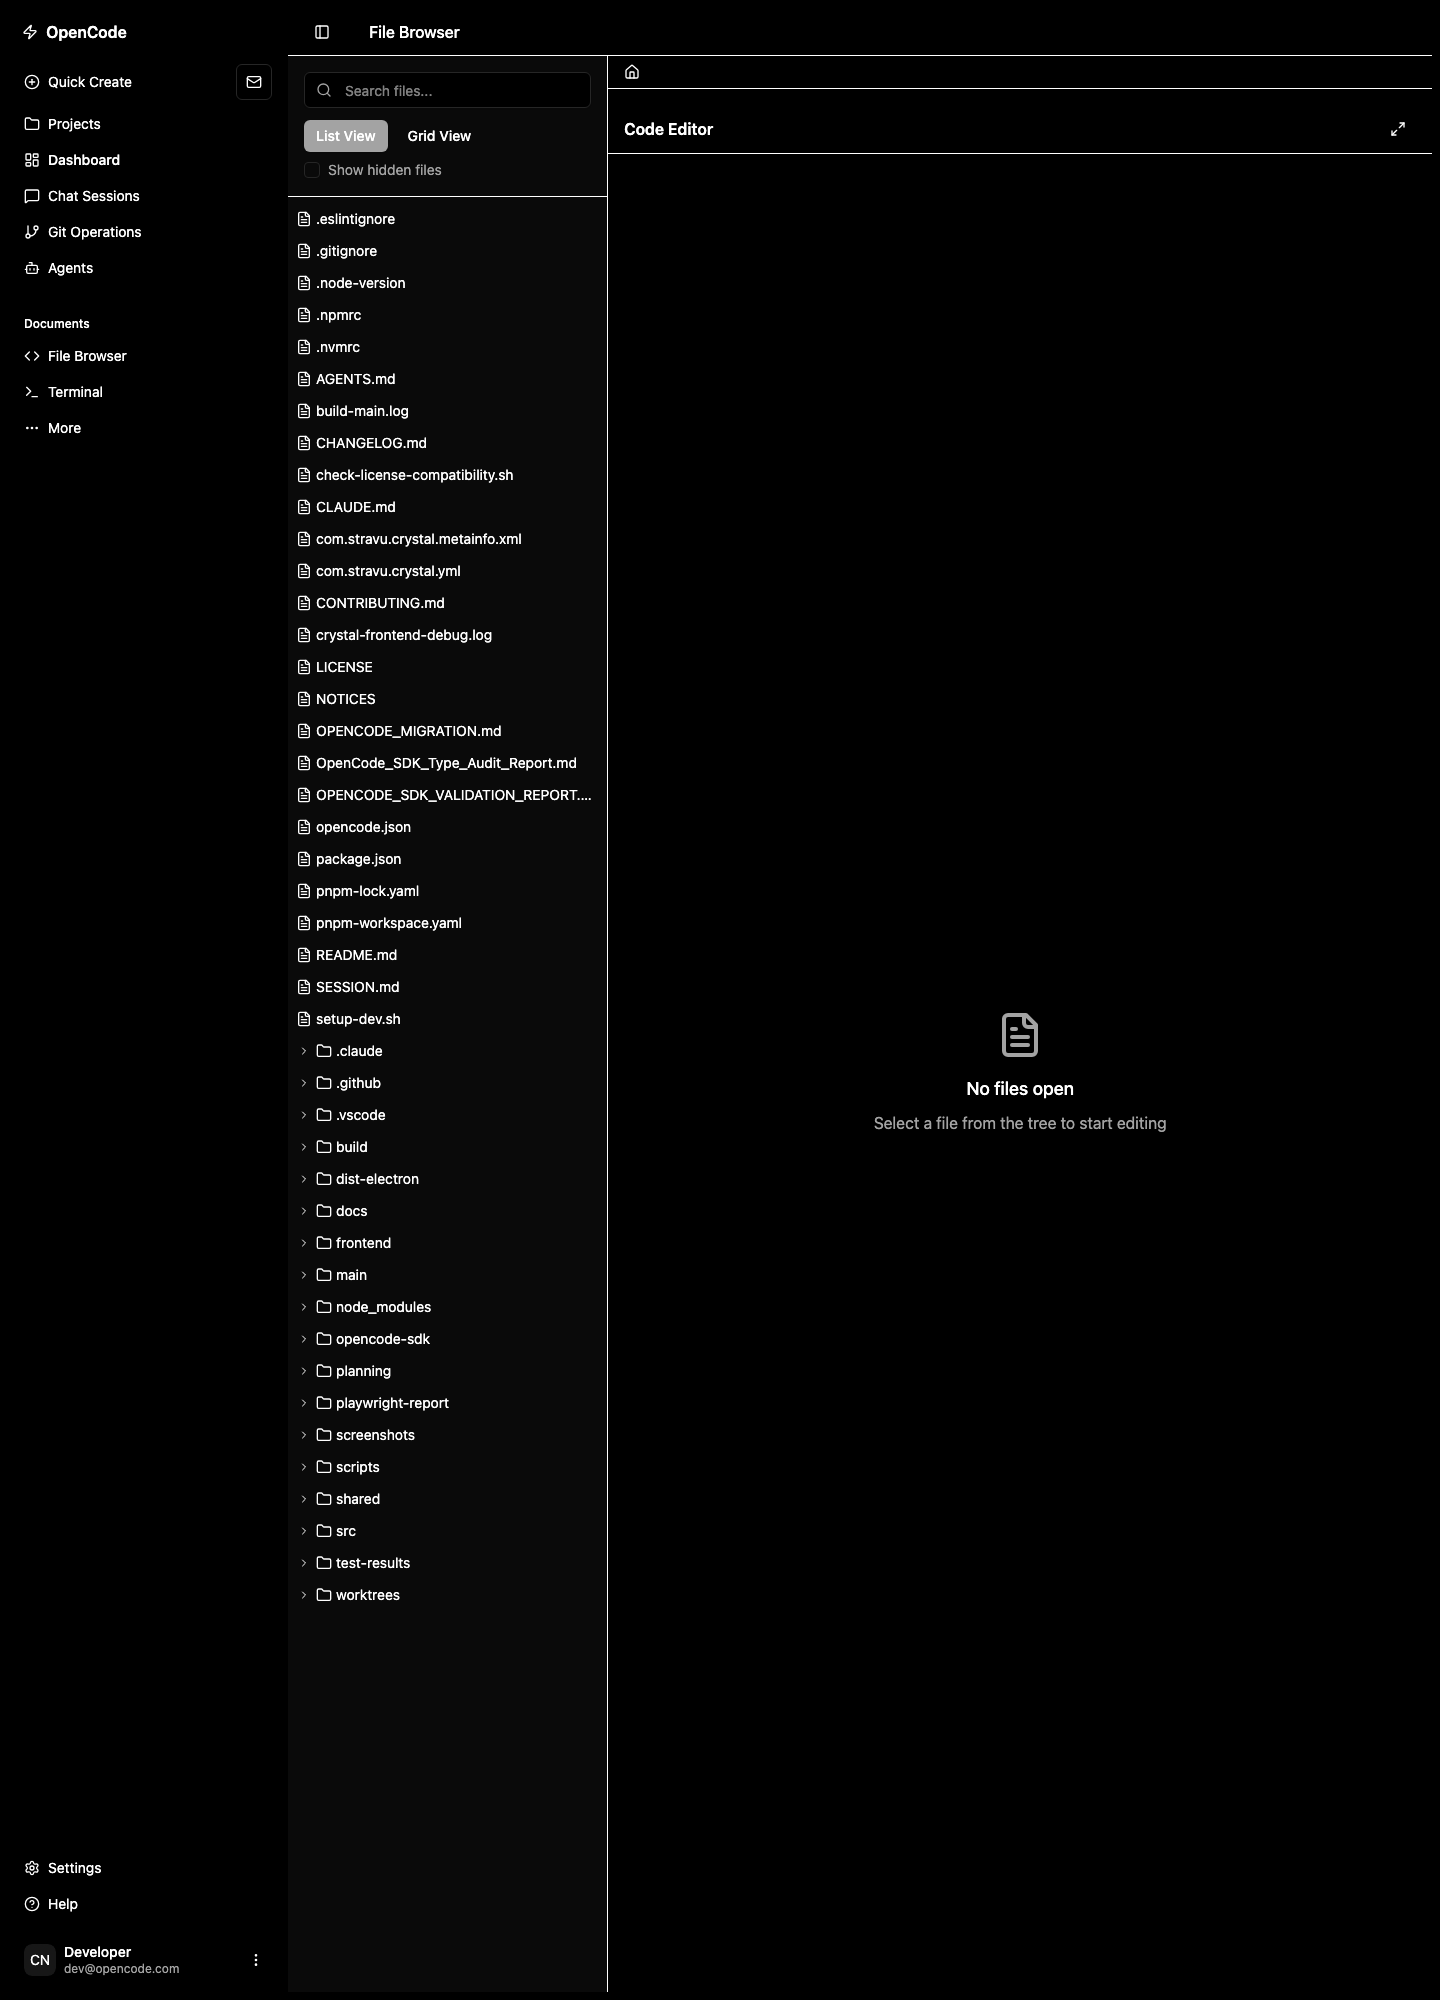 OpenCode
Quick Create
Projects
Dashboard
Chat Sessions
Git Operations
Agents
Documents
File Browser
Terminal
More
Settings
Help
CN
Developer
dev@opencode.com
File Browser
Search files...
List View
Grid View
Show hidden files
.eslintignore
.gitignore
.node-version
.npmrc
.nvmrc
AGENTS.md
build-main.log
CHANGELOG.md
check-license-compatibility.sh
CLAUDE.md
com.stravu.crystal.metainfo.xml
com.stravu.crystal.yml
CONTRIBUTING.md
crystal-frontend-debug.log
LICENSE
NOTICES
OPENCODE_MIGRATION.md
OpenCode_SDK_Type_Audit_Report.md
OPENCODE_SDK_VALIDATION_REPORT....
opencode.json
package.json
pnpm-lock.yaml
pnpm-workspace.yaml
README.md
SESSION.md
setup-dev.sh
.claude
.github
.vscode
build
dist-electron
docs
frontend
main
node_modules
opencode-sdk
planning
playwright-report
screenshots
scripts
shared
src
test-results
worktrees
Code Editor
No files open
Select a file from the tree to start editing